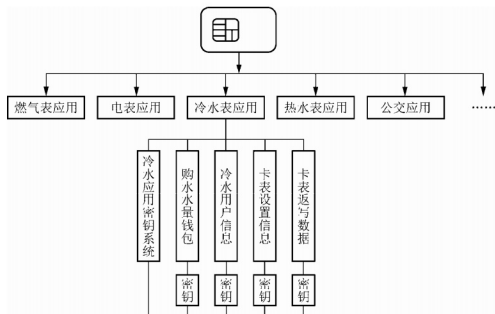 燃气表应用
电表应用
冷水表应用
热水表应用
公交应用
……
冷水应用密钥系统
购水水量钱包
冷水用户信息
卡表设置信息
卡表返写数据
密钥
密钥
密钥
密钥